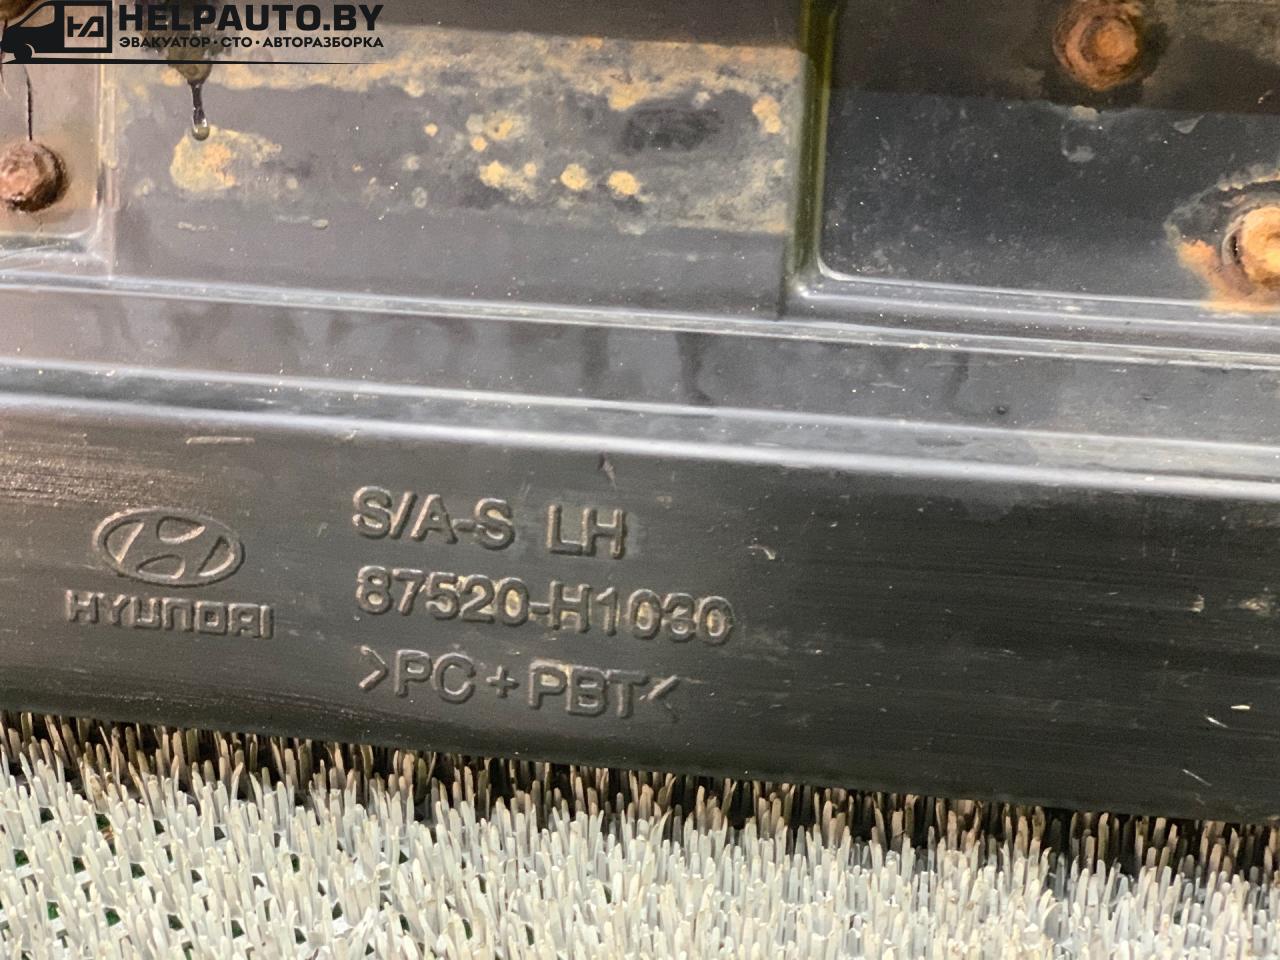 HELPAUTO.BY
ЭВАКУАТОР · СТО · АВТОРАЗБОРКА
S/A-S LH
HYUNDAI
87520-H1030
>PC+PBT<